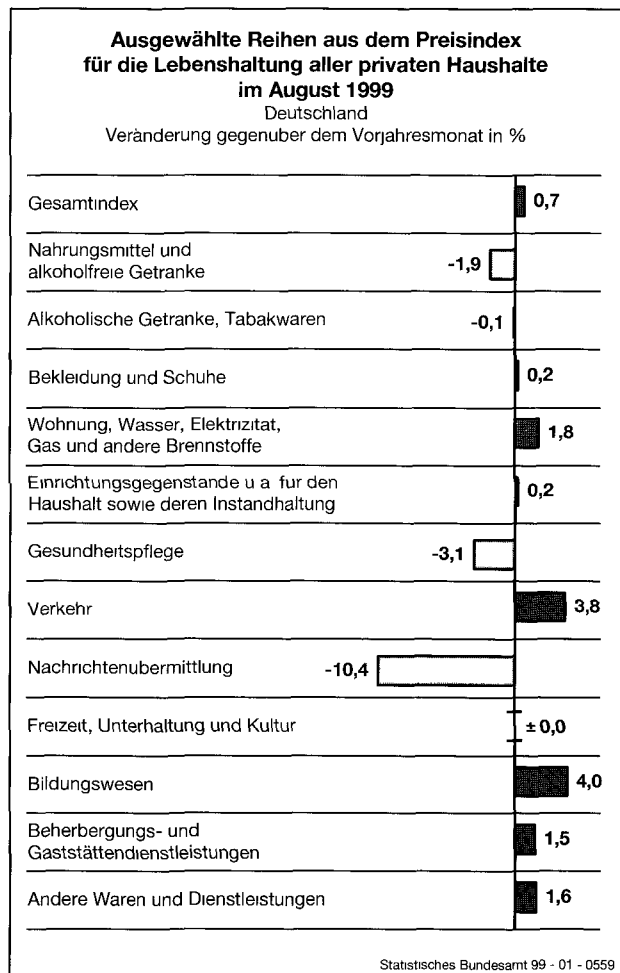 Ausgewählte Reihen aus dem Preisindex
für die Lebenshaltung aller privaten Haushalte
im August 1999
Deutschland
Veränderung gegenuber dem Vorjahresmonat in %
Gesamtindex 0,7
Nahrungsmittel und
alkoholfreie Getranke -1,9
Alkoholische Getranke, Tabakwaren -0,1
Bekleidung und Schuhe 0,2
Wohnung, Wasser, Elektrizitat,
Gas und andere Brennstoffe 1,8
Einrichtungsgegenstande u a fur den
Haushalt sowie deren Instandhaltung 0,2
Gesundheitspflege -3,1
Verkehr 3,8
Nachrichtenubermittlung -10,4
Freizeit, Unterhaltung und Kultur ± 0,0
Bildungswesen 4,0
Beherbergungs- und
Gaststättendienstleistungen 1,5
Andere Waren und Dienstleistungen 1,6
Statistisches Bundesamt 99 - 01 - 0559